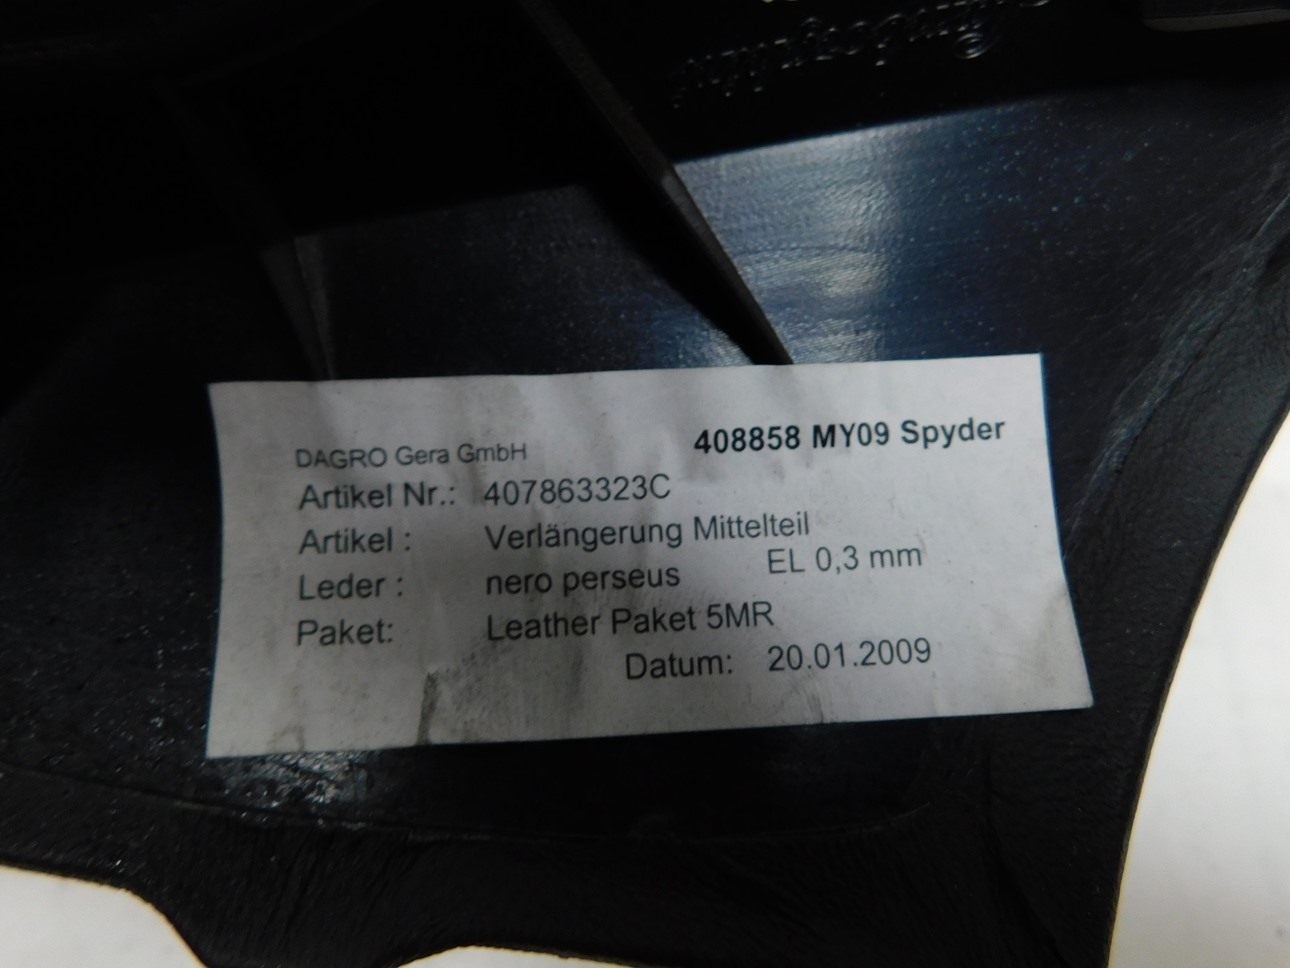 408858 MY09 Spyder
DAGRO Gera GmbH
Artikel Nr.: 407863323C
Artikel : Verlängerung Mittelteil
Leder : nero perseus EL 0,3 mm
Paket: Leather Paket 5MR
Datum: 20.01.2009